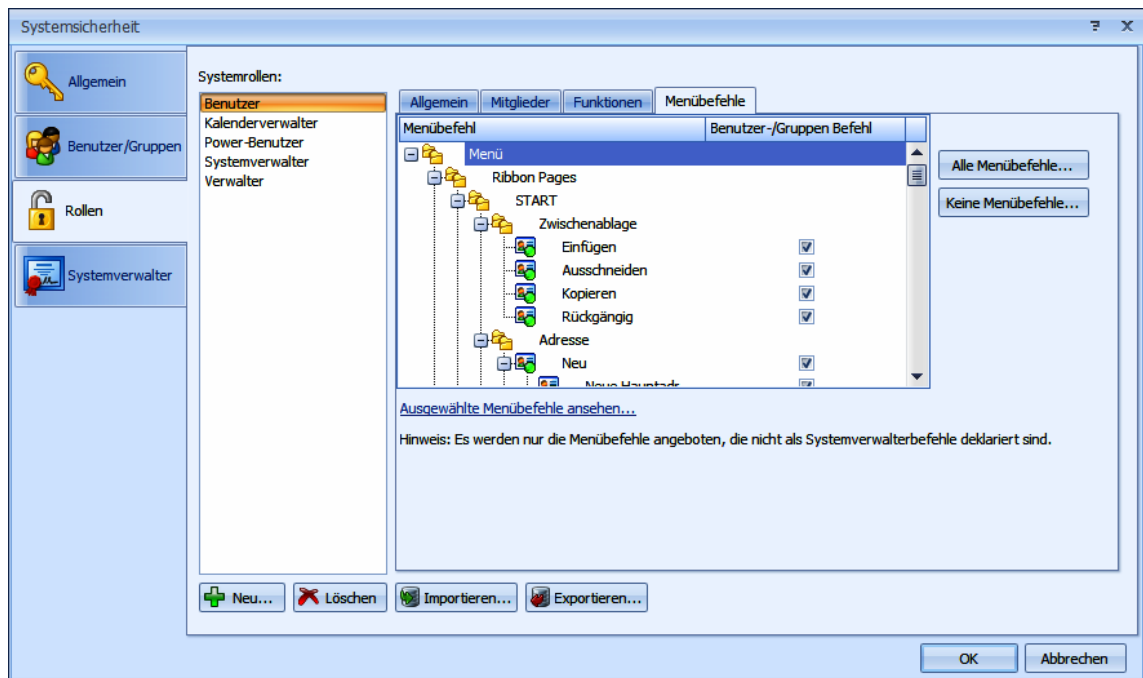 Systemsicherheit
Allgemein
Benutzer/Gruppen
Rollen
Systemverwalter
Systemrollen:
Benutzer
Kalenderverwalter
Power-Benutzer
Systemverwalter
Verwalter
Allgemein Mitglieder Funktionen Menübefehle
Menübefehl Benutzer-/Gruppen Befehl
Menü
Ribbon Pages
START
Zwischenablage
Einfügen
Ausschneiden
Kopieren
Rückgängig
Adresse
Neu
Neue Hauptadr
Alle Menübefehle...
Keine Menübefehle...
Ausgewählte Menübefehle ansehen...
Hinweis: Es werden nur die Menübefehle angeboten, die nicht als Systemverwalterbefehle deklariert sind.
Neu... Löschen Importieren... Exportieren...
OK Abbrechen